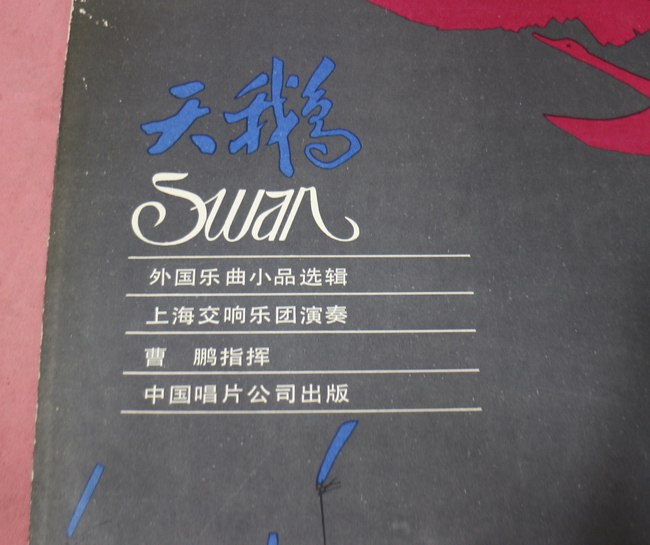 天鹅
Swan
外国乐曲小品选辑
上海交响乐团演奏
曹 鹏指挥
中国唱片公司出版